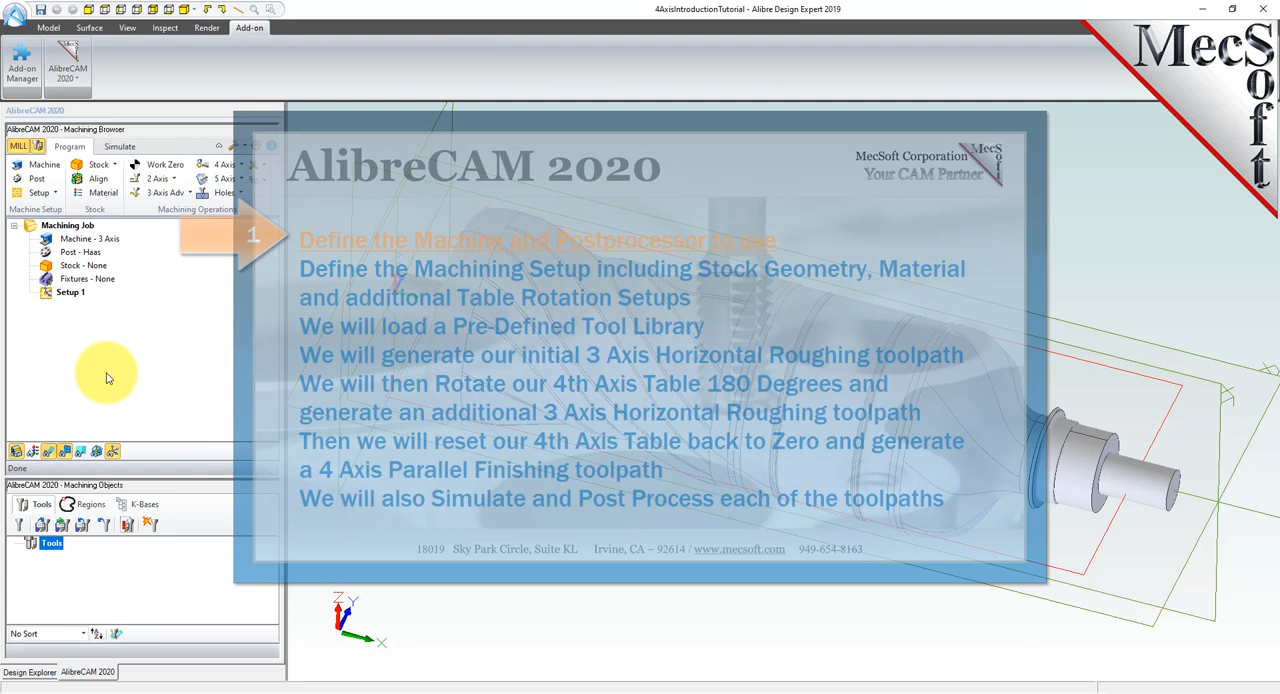 4AxisIntroductionTutorial - Alibre Design Expert 2019
Model Surface View Inspect Render Add-on
Add-on Manager
AlibreCAM 2020
MecSoft
AlibreCAM 2020
AlibreCAM 2020 - Machining Browser
MILL Program Simulate
Machine Stock Work Zero 4 Axis
Post Align 2 Axis 5 Axis
Setup Material 3 Axis Adv Holes
Machine Setup Stock Machining Operations
Machining Job
Machine - 3 Axis
Post - Haas
Stock - None
Fixtures - None
Setup 1
Done
AlibreCAM 2020 - Machining Objects
Tools Regions K-Bases
Tools
No Sort
Design Explorer AlibreCAM 2020
AlibreCAM 2020
MecSoft Corporation MecSoft
Your CAM Partner
1
Define the Machine and Postprocessor to use
Define the Machining Setup including Stock Geometry, Material
and additional Table Rotation Setups
We will load a Pre-Defined Tool Library
We will generate our initial 3 Axis Horizontal Roughing toolpath
We will then Rotate our 4th Axis Table 180 Degrees and
generate an additional 3 Axis Horizontal Roughing toolpath
Then we will reset our 4th Axis Table back to Zero and generate
a 4 Axis Parallel Finishing toolpath
We will also Simulate and Post Process each of the toolpaths
18019 Sky Park Circle, Suite KL Irvine, CA – 92614 / www.mecsoft.com 949-654-8163
Z
Y
X